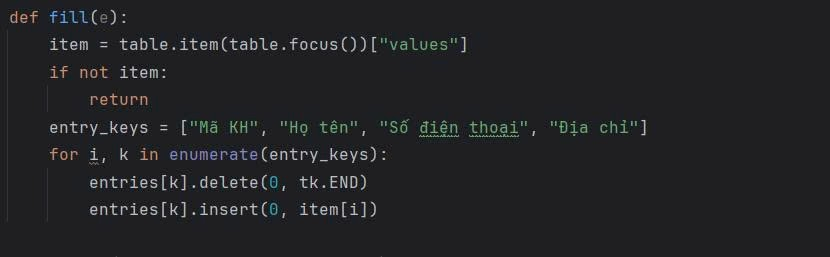 def fill(e):
    item = table.item(table.focus())["values"]
    if not item:
        return
    entry_keys = ["Mã KH", "Họ tên", "Số điện thoại", "Địa chỉ"]
    for i, k in enumerate(entry_keys):
        entries[k].delete(0, tk.END)
        entries[k].insert(0, item[i])